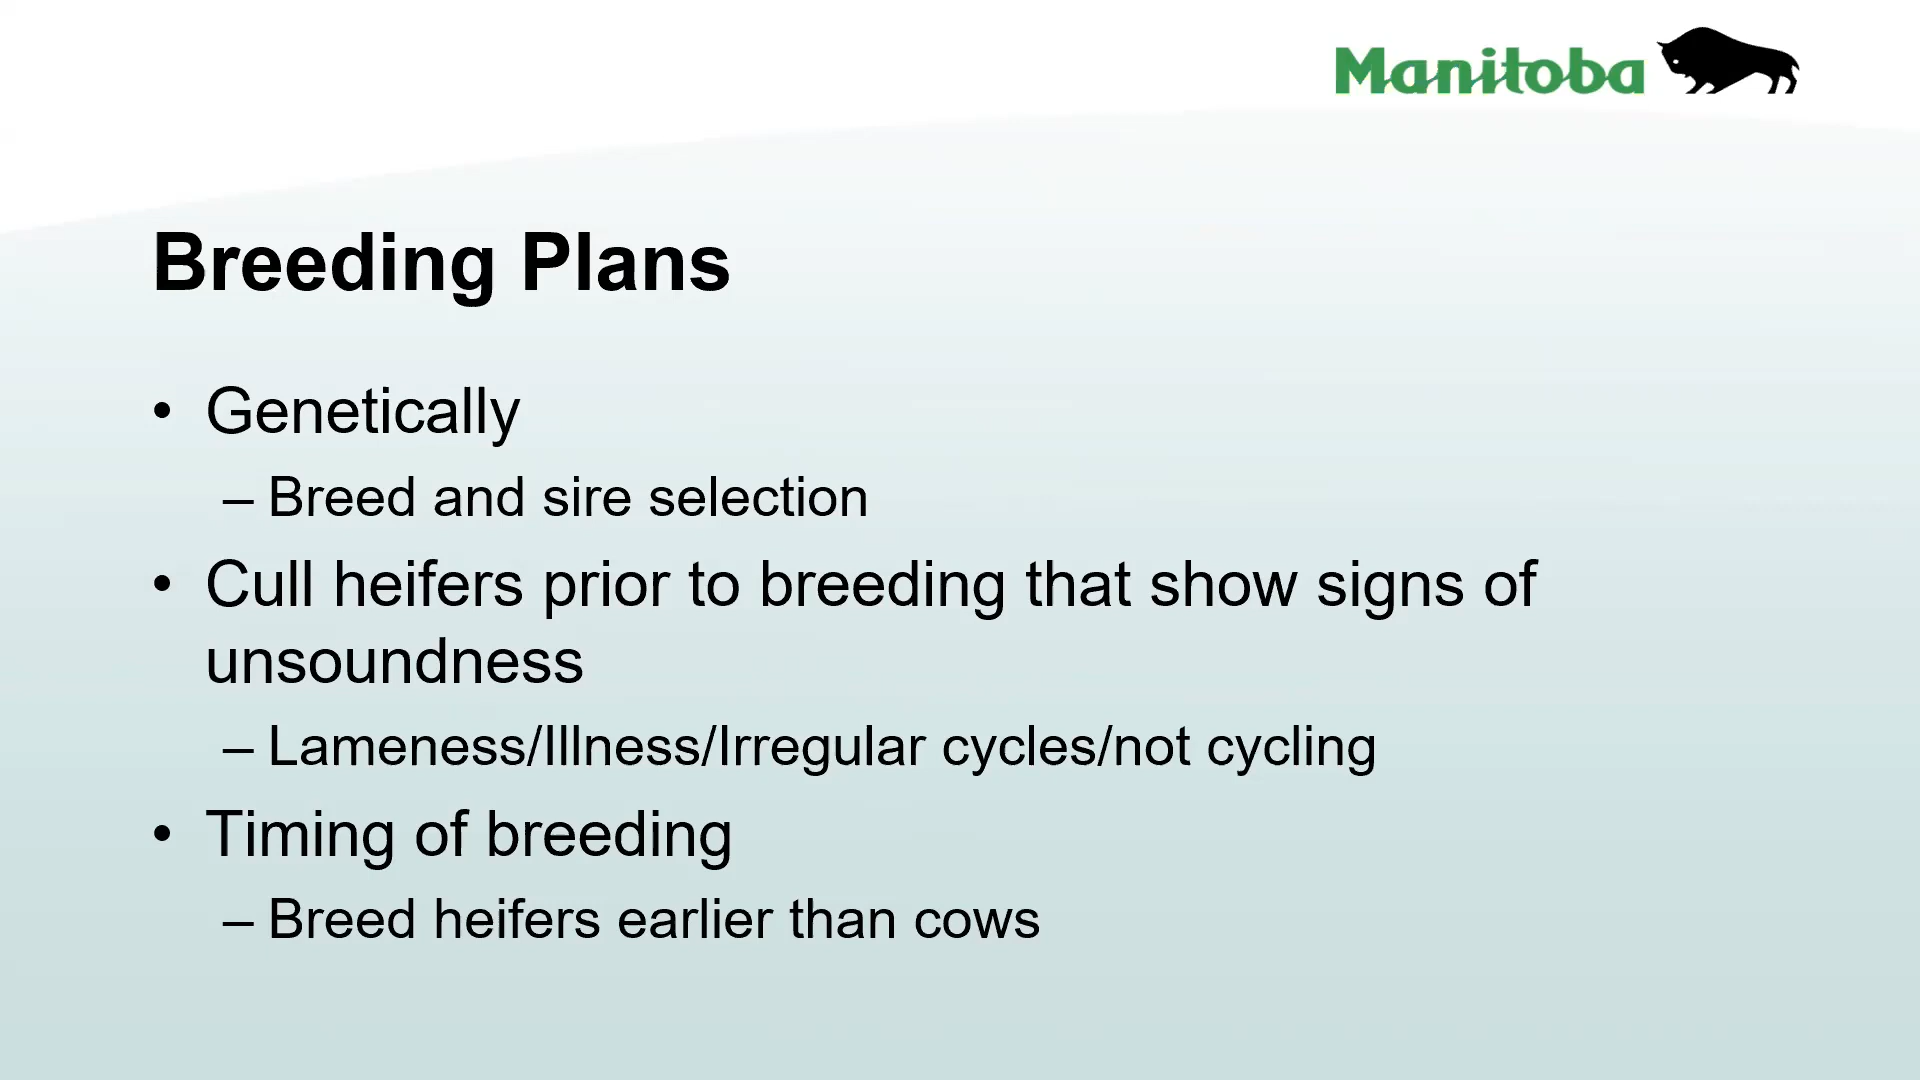 Manitoba
Breeding Plans
• Genetically
– Breed and sire selection
• Cull heifers prior to breeding that show signs of
unsoundness
– Lameness/Illness/Irregular cycles/not cycling
• Timing of breeding
– Breed heifers earlier than cows